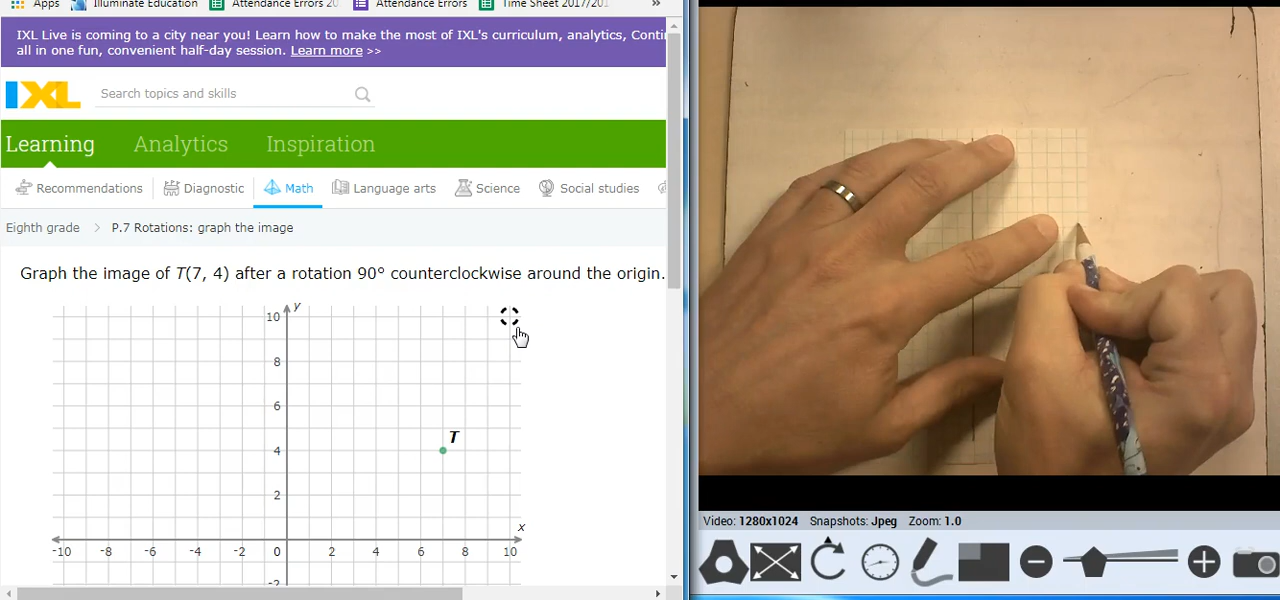 Apps Illuminate Education Attendance Errors 20 Attendance Errors Time Sheet 2017/201 »
IXL Live is coming to a city near you! Learn how to make the most of IXL's curriculum, analytics, Contin
all in one fun, convenient half-day session. Learn more >>
IXL Search topics and skills
Learning Analytics Inspiration
Recommendations Diagnostic Math Language arts Science Social studies
Eighth grade > P.7 Rotations: graph the image
Graph the image of T(7, 4) after a rotation 90° counterclockwise around the origin.
y
10
8
6
T
4
2
x
-10 -8 -6 -4 -2 0 2 4 6 8 10
-2
Video: 1280x1024 Snapshots: Jpeg Zoom: 1.0